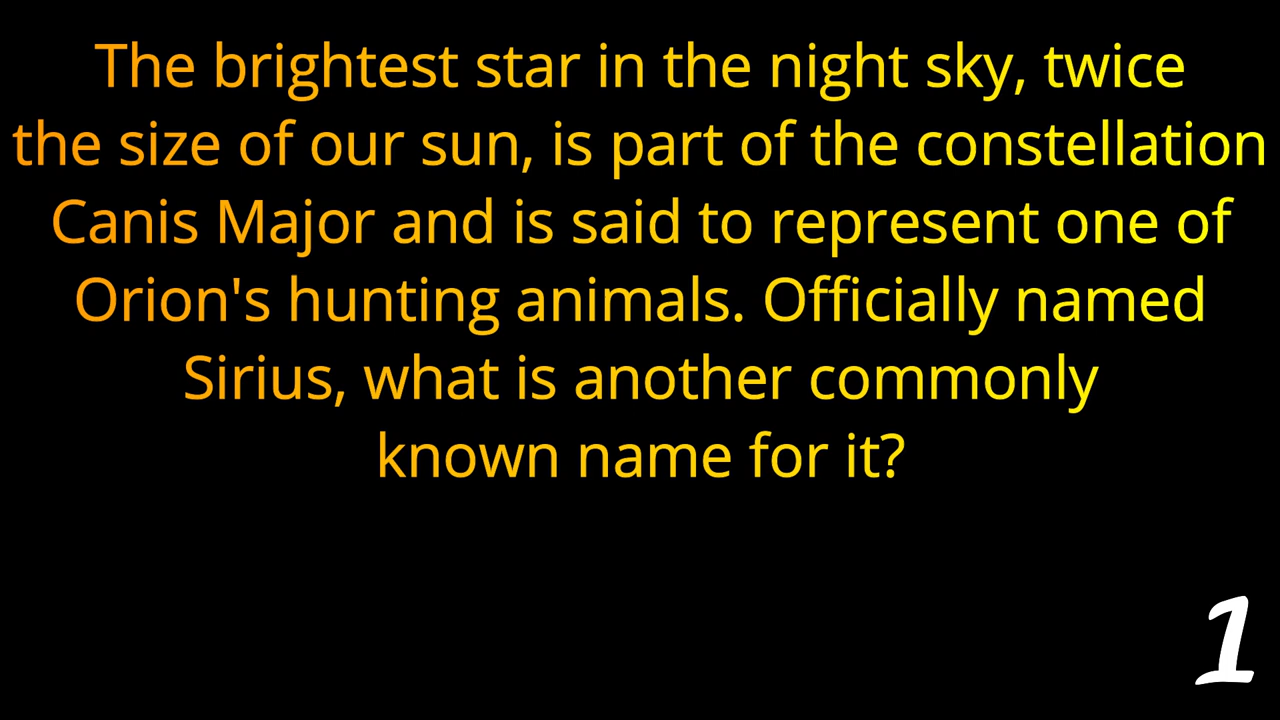 The brightest star in the night sky, twice
the size of our sun, is part of the constellation
Canis Major and is said to represent one of
Orion's hunting animals. Officially named
Sirius, what is another commonly
known name for it?
1